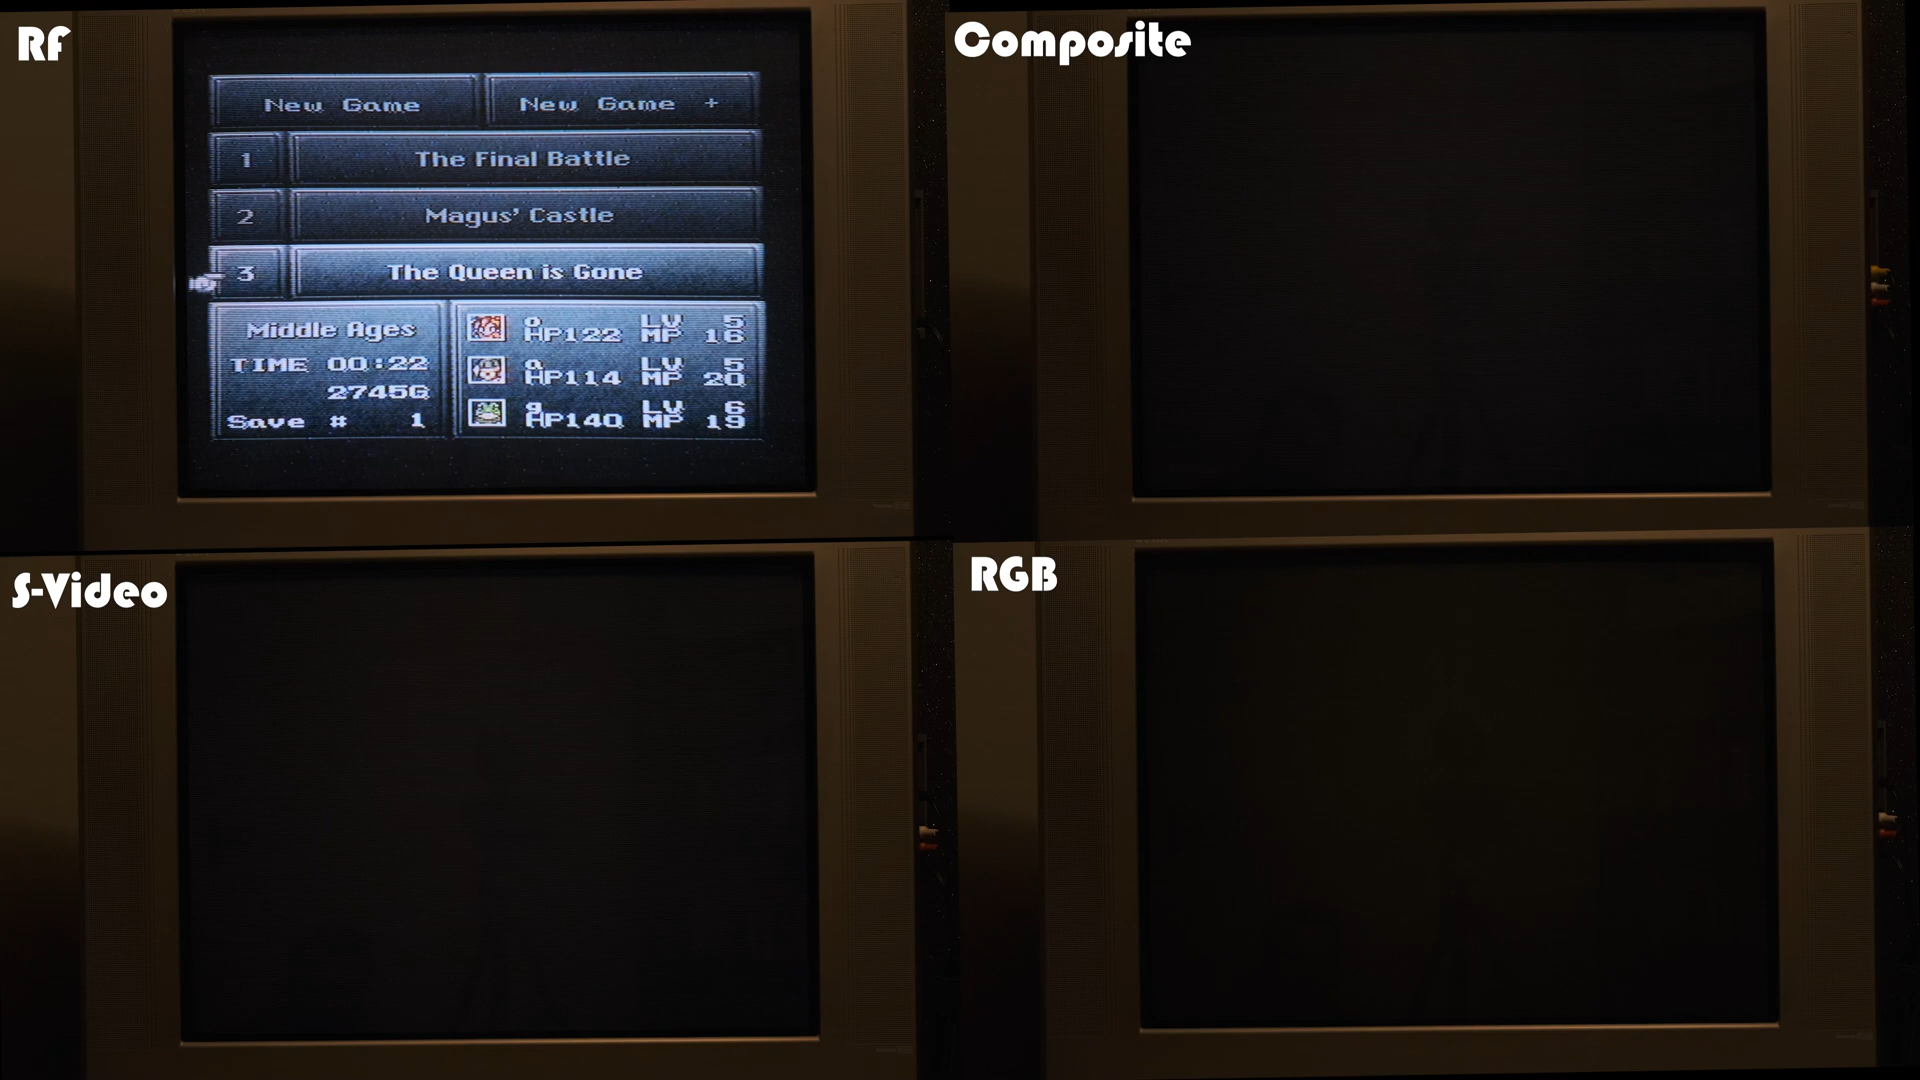 RF
New Game
New Game +
1 The Final Battle
2 Magus' Castle
3 The Queen is Gone
Middle Ages
TIME 00:22
2745G
Save # 1
o LV 5
HP122 MP 16
a LV 5
HP114 MP 20
g LV 6
HP140 MP 19
Composite
S-Video
RGB